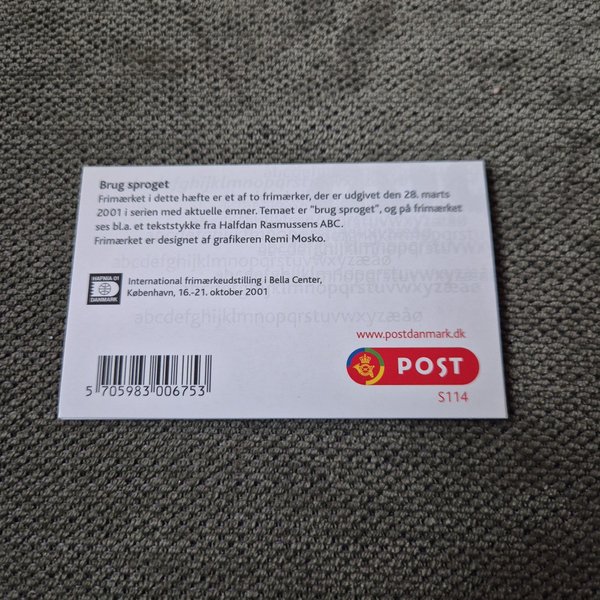 Brug sproget
Frimærket i dette hæfte er et af to frimærker, der er udgivet den 28. marts
2001 i serien med aktuelle emner. Temaet er "brug sproget", og på frimærket
ses bl.a. et tekststykke fra Halfdan Rasmussens ABC.
Frimærket er designet af grafikeren Remi Mosko.
abcdefghijklmnopqrstuvwxyzæøå
HAFNIA 01
DANMARK
International frimærkeudstilling i Bella Center,
København, 16.-21. oktober 2001
abcdefghijklmnopqrstuvwxyzæøå
www.postdanmark.dk
POST
S114
5 705983 006753